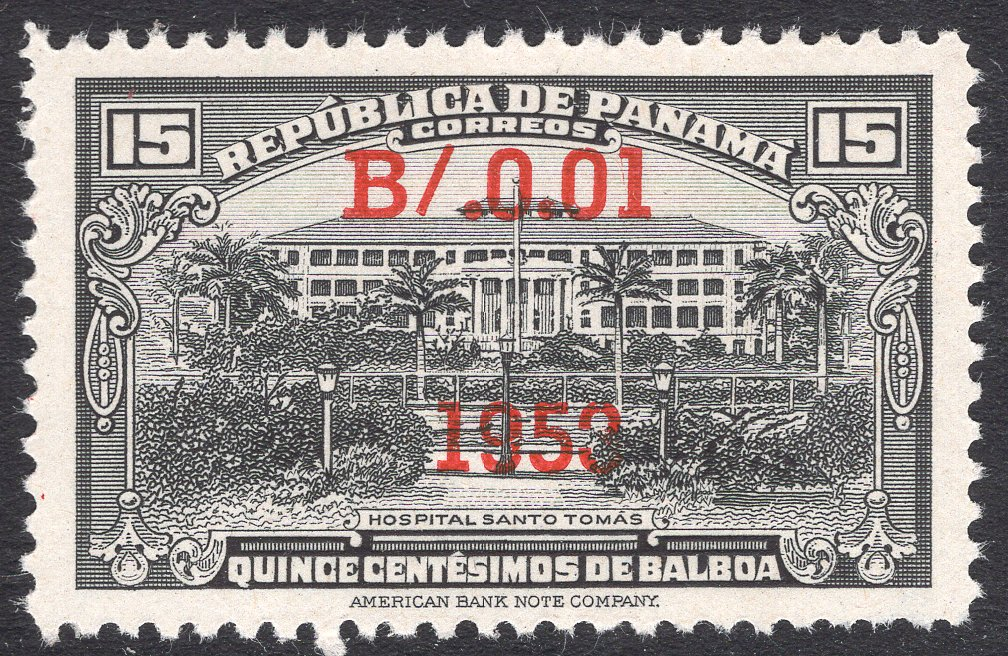 15 REPÚBLICA DE PANAMÁ 15
CORREOS
B/.0.01
1953
HOSPITAL SANTO TOMÁS
QUINCE CENTÉSIMOS DE BALBOA
AMERICAN BANK NOTE COMPANY.